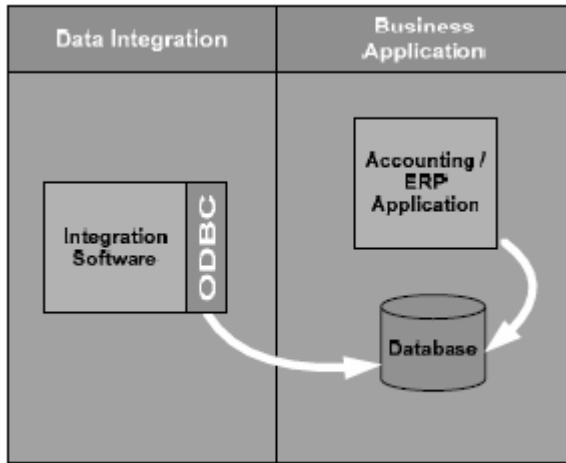 Data Integration
Business
Application
Accounting /
ERP
Application
Integration
Software
ODBC
Database